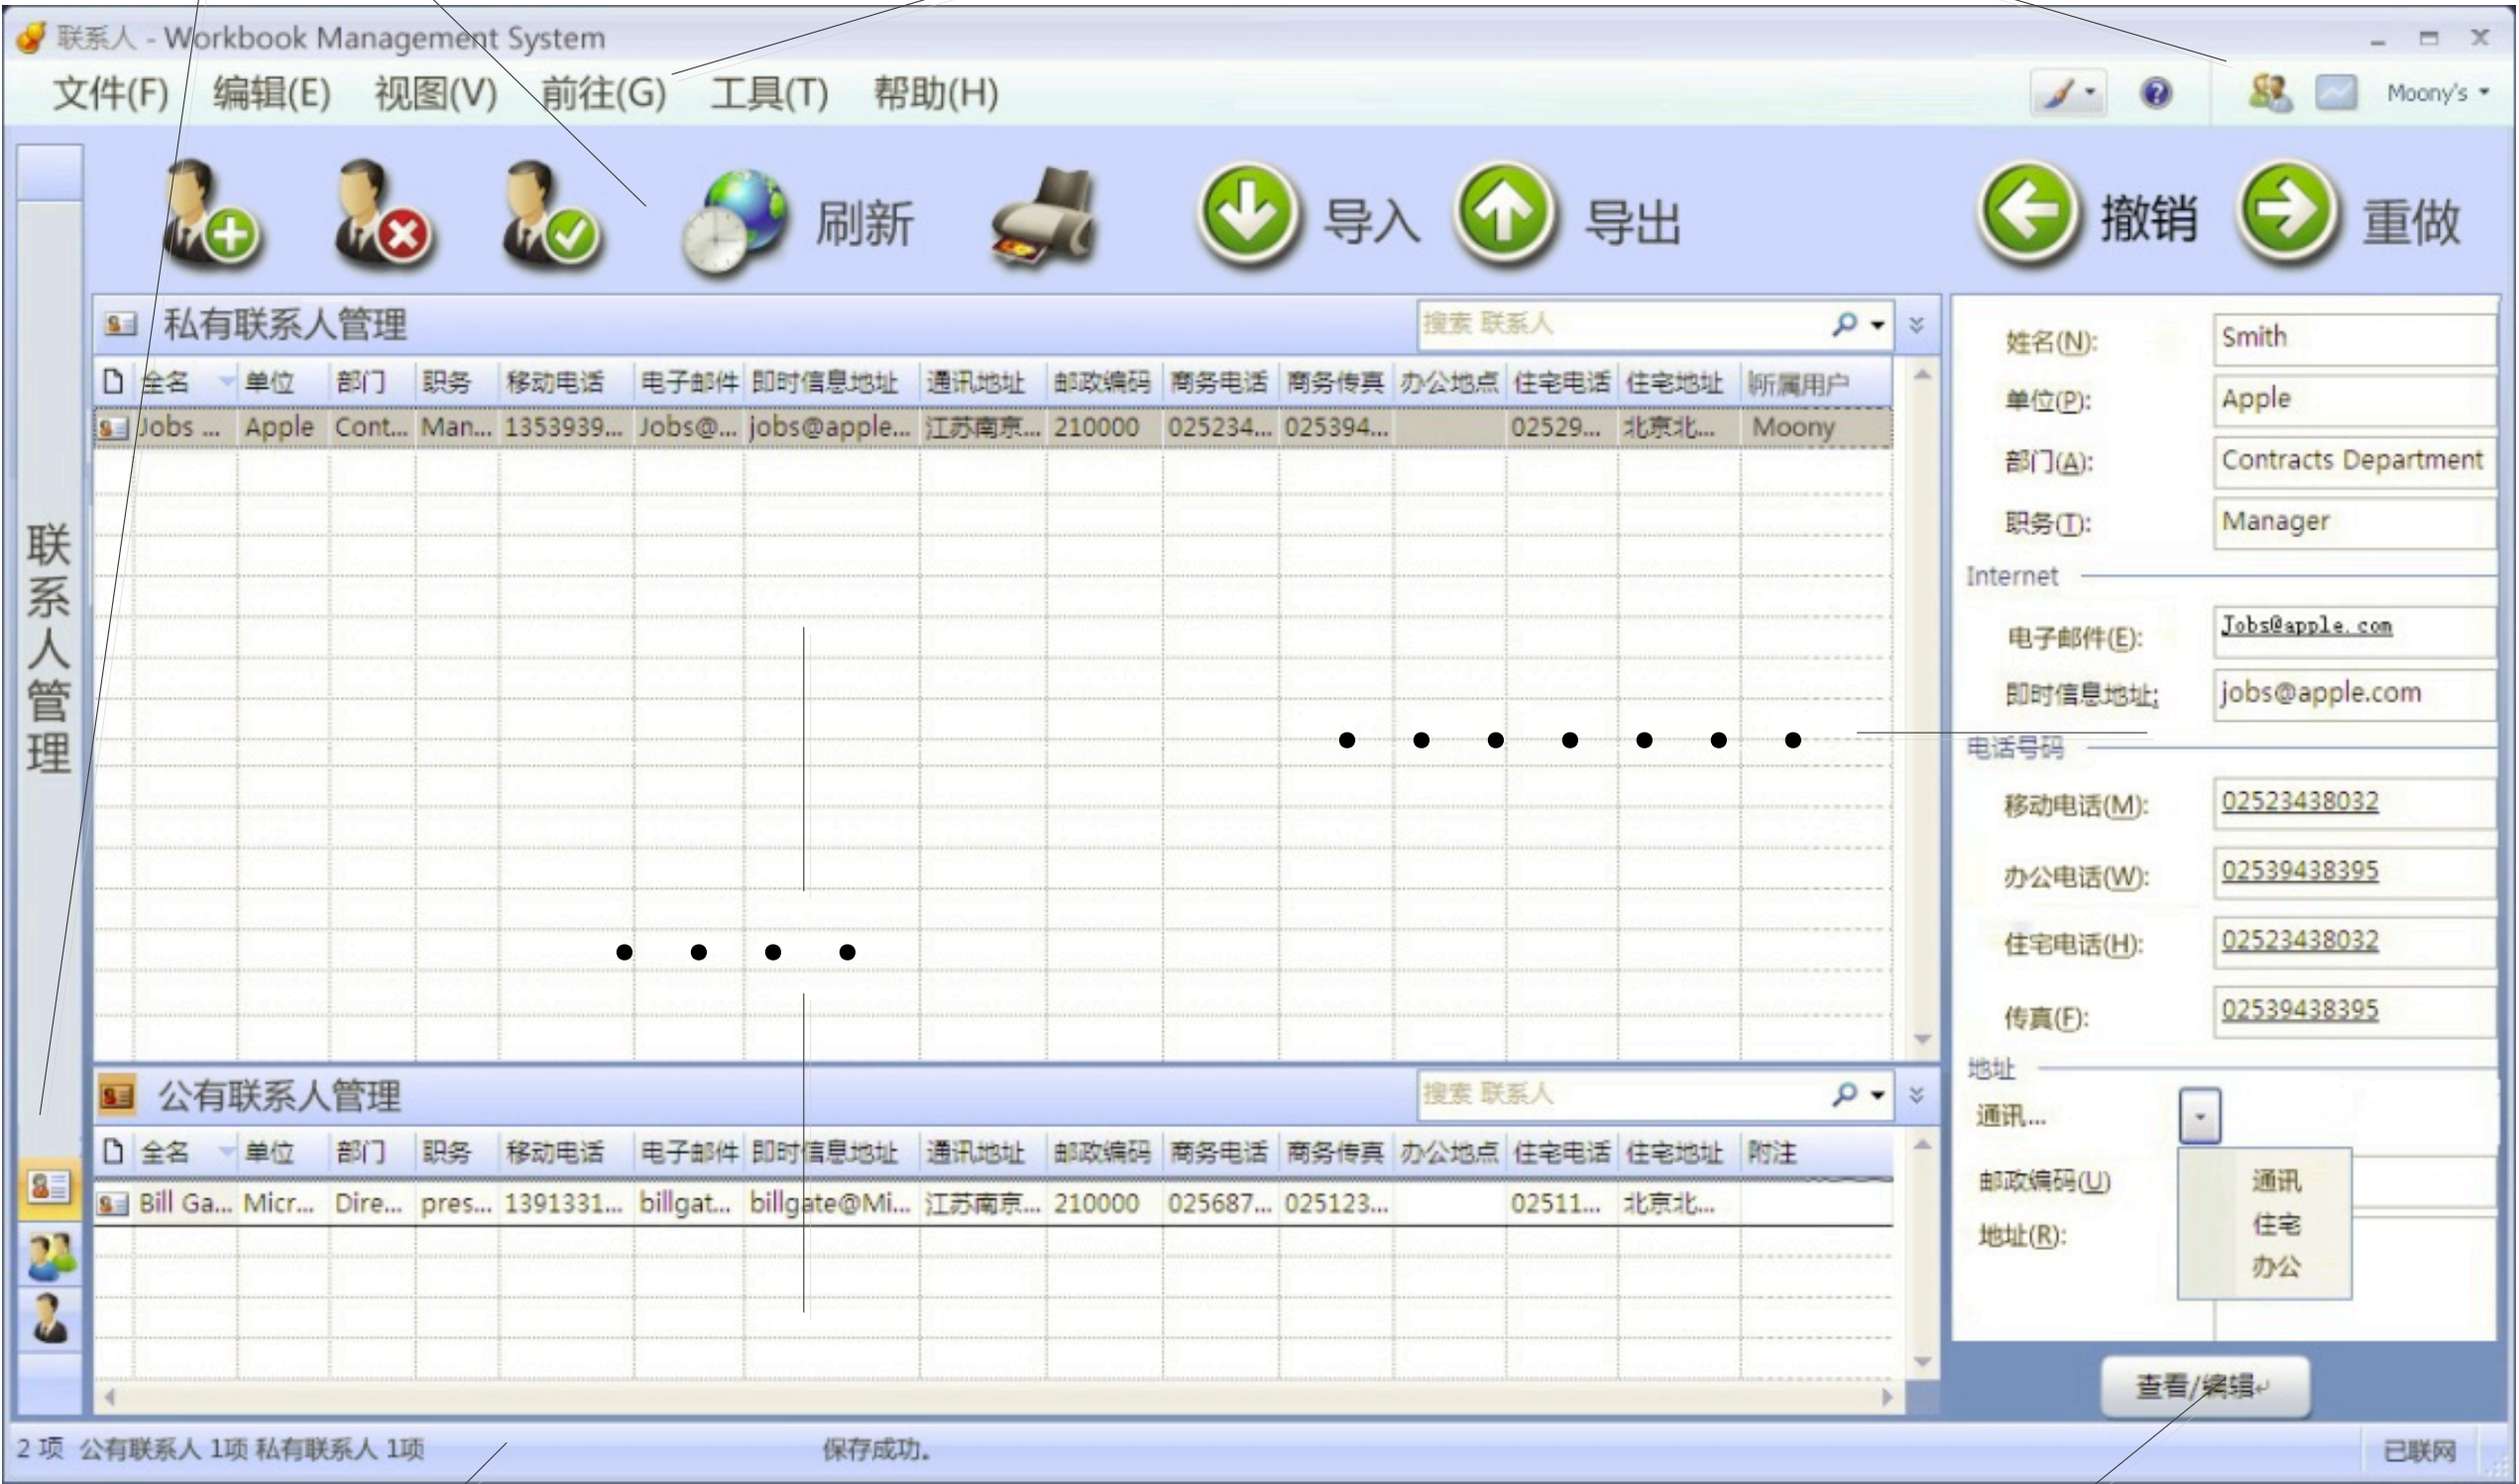 联系人 - Workbook Management System
文件(F) 编辑(E) 视图(V) 前往(G) 工具(T) 帮助(H) Moony's
刷新 导入 导出 撤销 重做
联系人管理
私有联系人管理 搜索 联系人
全名 单位 部门 职务 移动电话 电子邮件 即时信息地址 通讯地址 邮政编码 商务电话 商务传真 办公地点 住宅电话 住宅地址 所属用户
Jobs ... Apple Cont... Man... 1353939... Jobs@... jobs@apple... 江苏南京... 210000 025234... 025394... 02529... 北京北... Moony
公有联系人管理 搜索 联系人
全名 单位 部门 职务 移动电话 电子邮件 即时信息地址 通讯地址 邮政编码 商务电话 商务传真 办公地点 住宅电话 住宅地址 附注
Bill Ga... Micr... Dire... pres... 1391331... billgat... billgate@Mi... 江苏南京... 210000 025687... 025123... 02511... 北京北...
姓名(N): Smith
单位(P): Apple
部门(A): Contracts Department
职务(T): Manager
Internet
电子邮件(E): Jobs@apple.com
即时信息地址: jobs@apple.com
电话号码
移动电话(M): 02523438032
办公电话(W): 02539438395
住宅电话(H): 02523438032
传真(F): 02539438395
地址
通讯...
邮政编码(U) 通讯
地址(R): 住宅
办公
查看/编辑↵
2 项 公有联系人 1项 私有联系人 1项 保存成功。 已联网